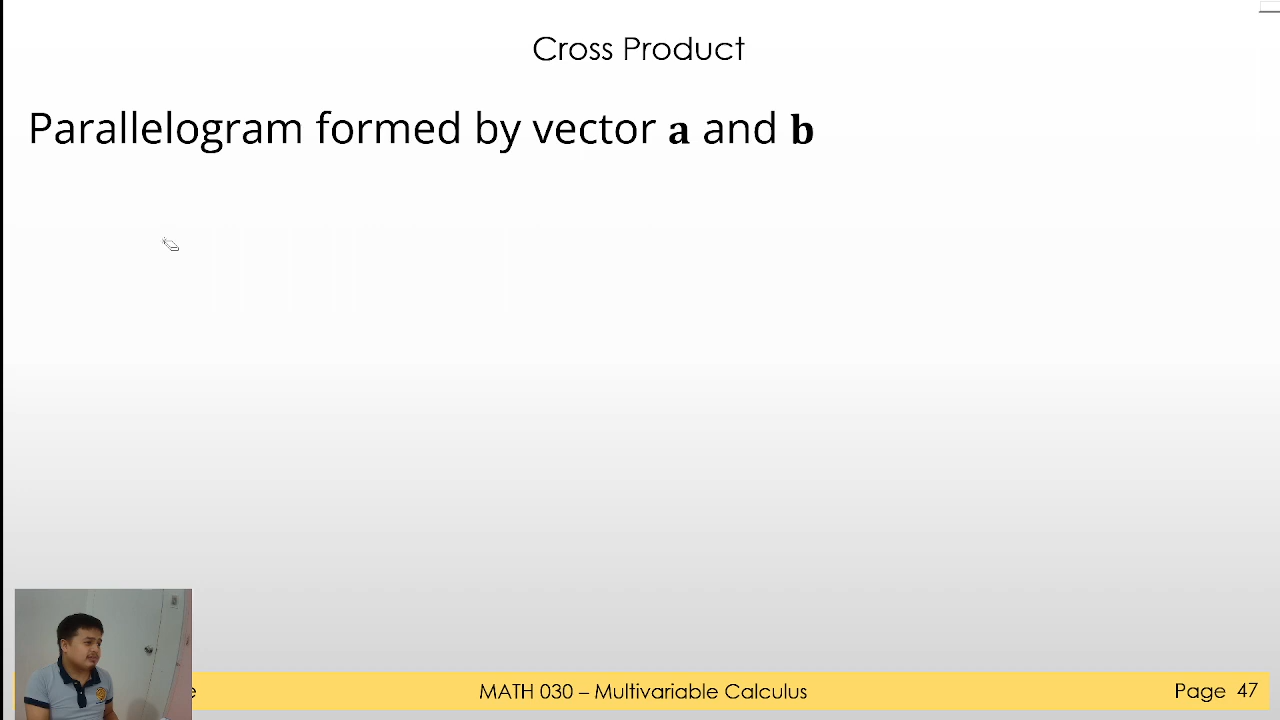 Cross Product
Parallelogram formed by vector a and b
MATH 030 – Multivariable Calculus
Page 47